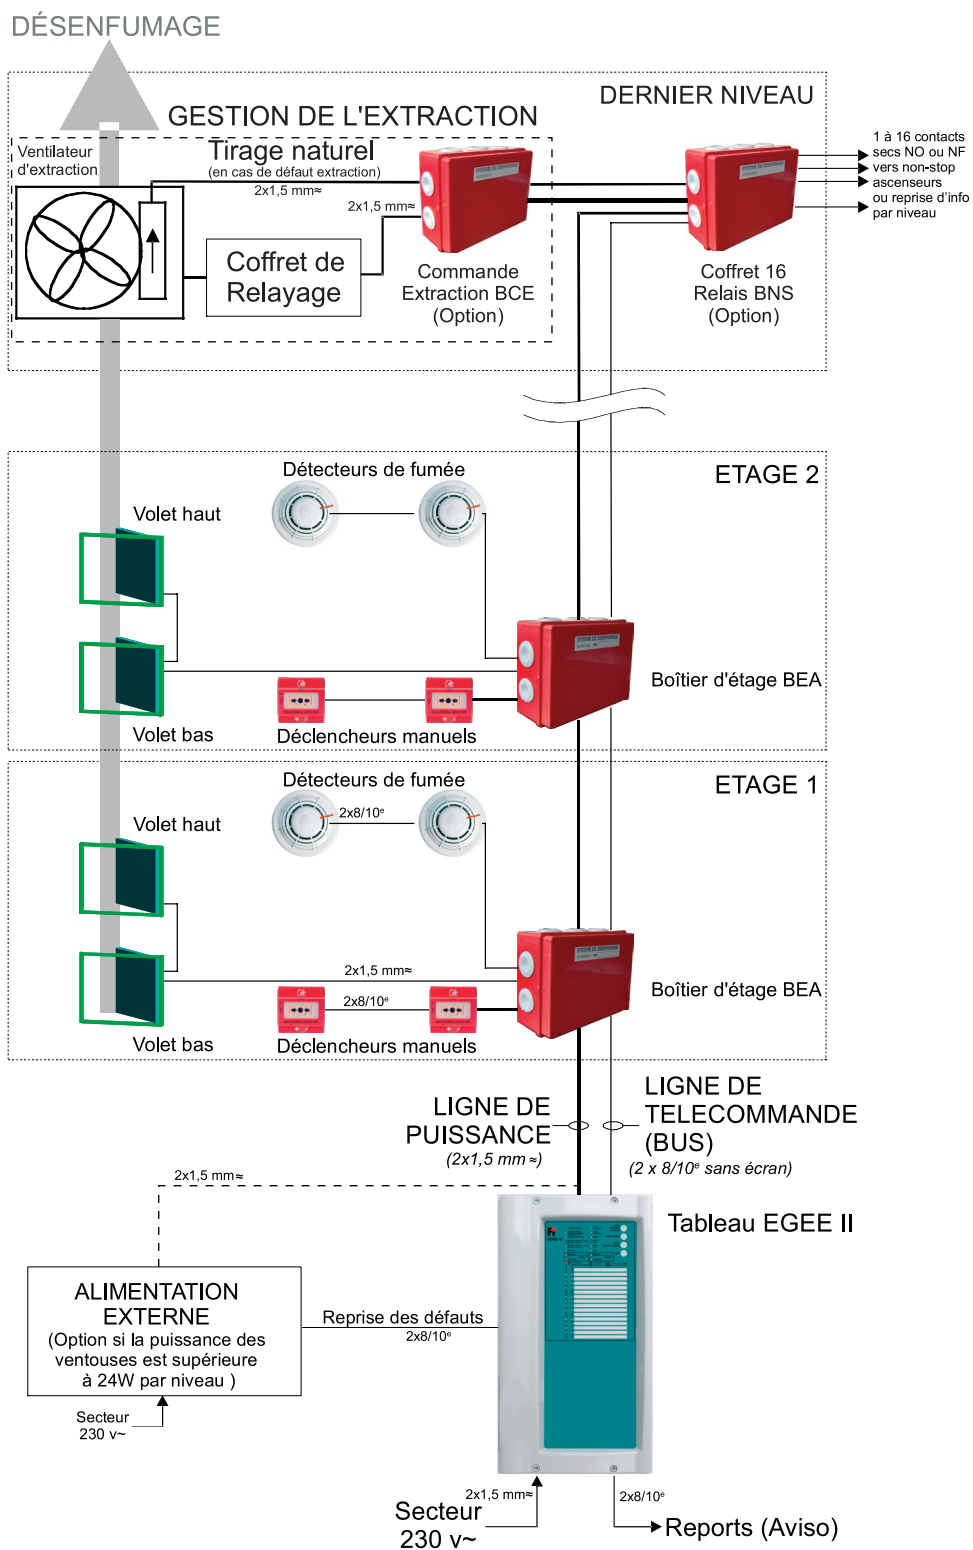 DÉSENFUMAGE
DERNIER NIVEAU
GESTION DE L'EXTRACTION
Ventilateur
d'extraction
Tirage naturel
(en cas de défaut extraction)
2x1,5 mm≈
2x1,5 mm≈
Coffret de
Relayage
Commande
Extraction BCE
(Option)
Coffret 16
Relais BNS
(Option)
1 à 16 contacts
secs NO ou NF
vers non-stop
ascenseurs
ou reprise d'info
par niveau
ETAGE 2
Détecteurs de fumée
Volet haut
SYSTEME DE DESENFUMAGE
Boîtier d'étage BEA
Volet bas
Déclencheurs manuels
ETAGE 1
Détecteurs de fumée
2x8/10e
Volet haut
SYSTEME DE DESENFUMAGE
2x1,5 mm≈
2x8/10e
Boîtier d'étage BEA
Volet bas
Déclencheurs manuels
LIGNE DE
PUISSANCE
(2x1,5 mm ≈)
LIGNE DE
TELECOMMANDE
(BUS)
(2 x 8/10e sans écran)
2x1,5 mm≈
Tableau EGEE II
ALIMENTATION
EXTERNE
(Option si la puissance des
ventouses est supérieure
à 24W par niveau )
Reprise des défauts
2x8/10e
Secteur
230 v~
2x1,5 mm≈
Secteur
230 v~
2x8/10e
Reports (Aviso)